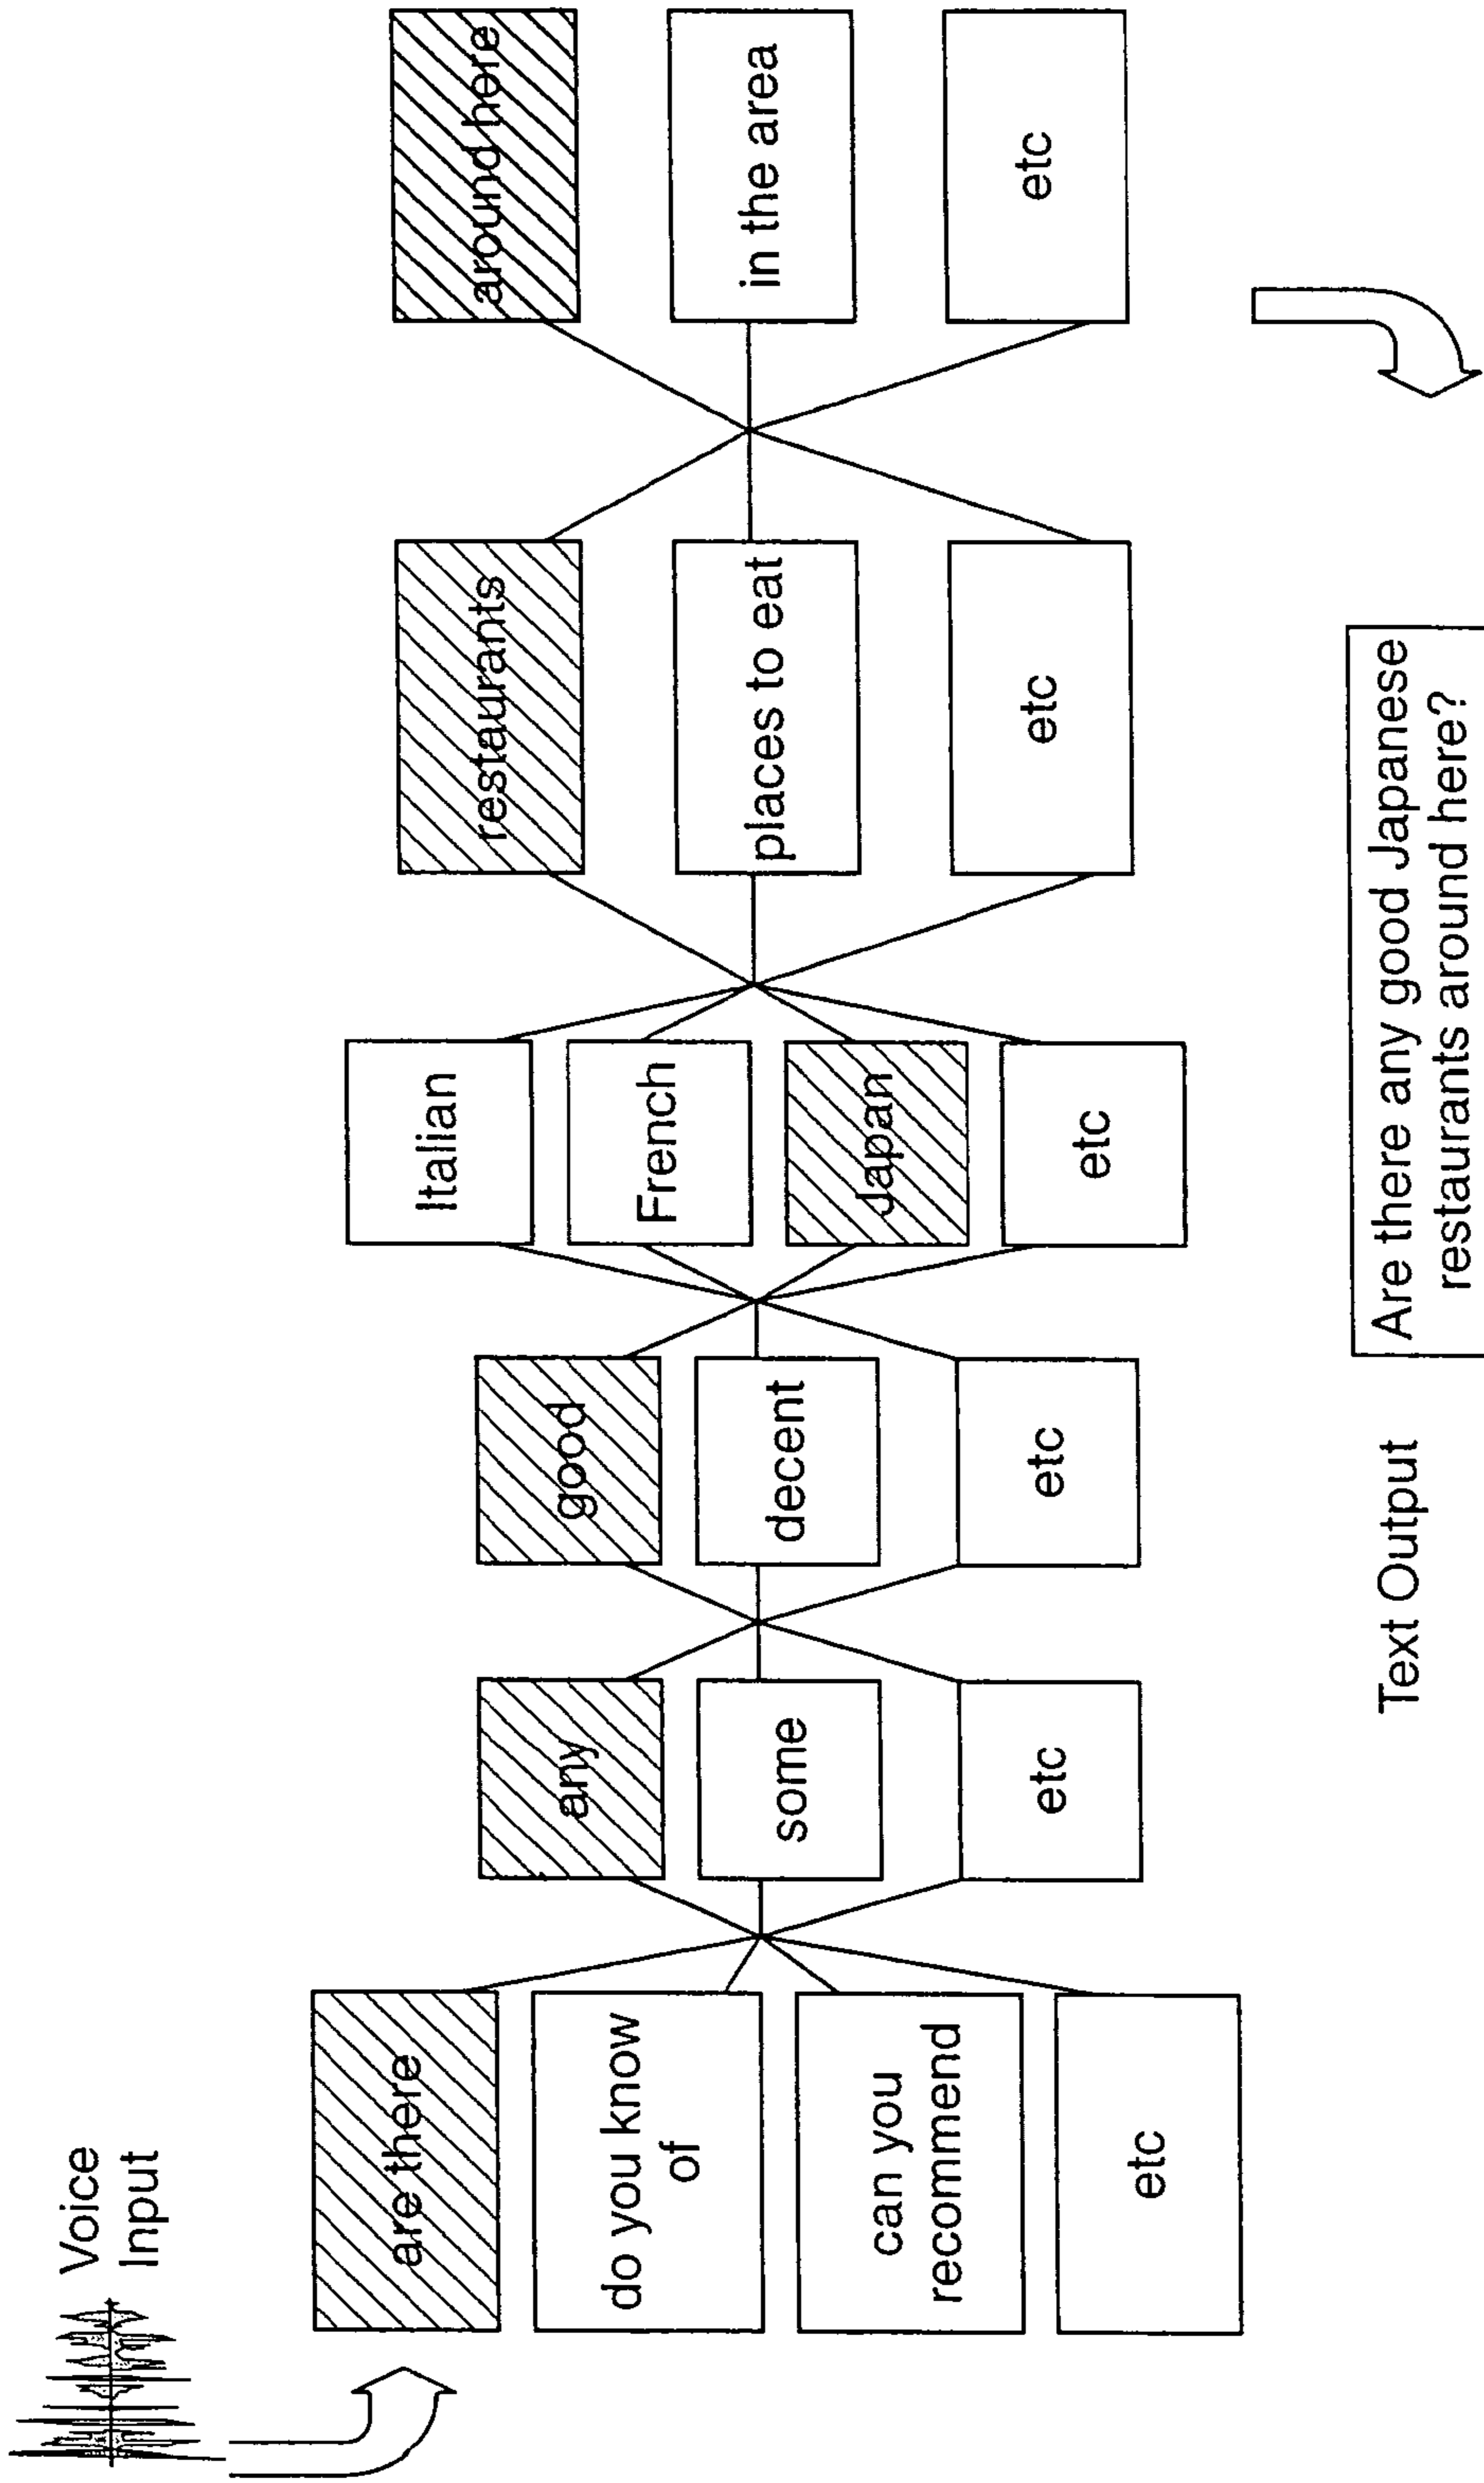 Voice
Input
are there
do you know
of
can you
recommend
etc
any
some
etc
good
decent
etc
Italian
French
Japan
etc
restaurants
places to eat
etc
around here
in the area
etc
Text Output
Are there any good Japanese
restaurants around here?